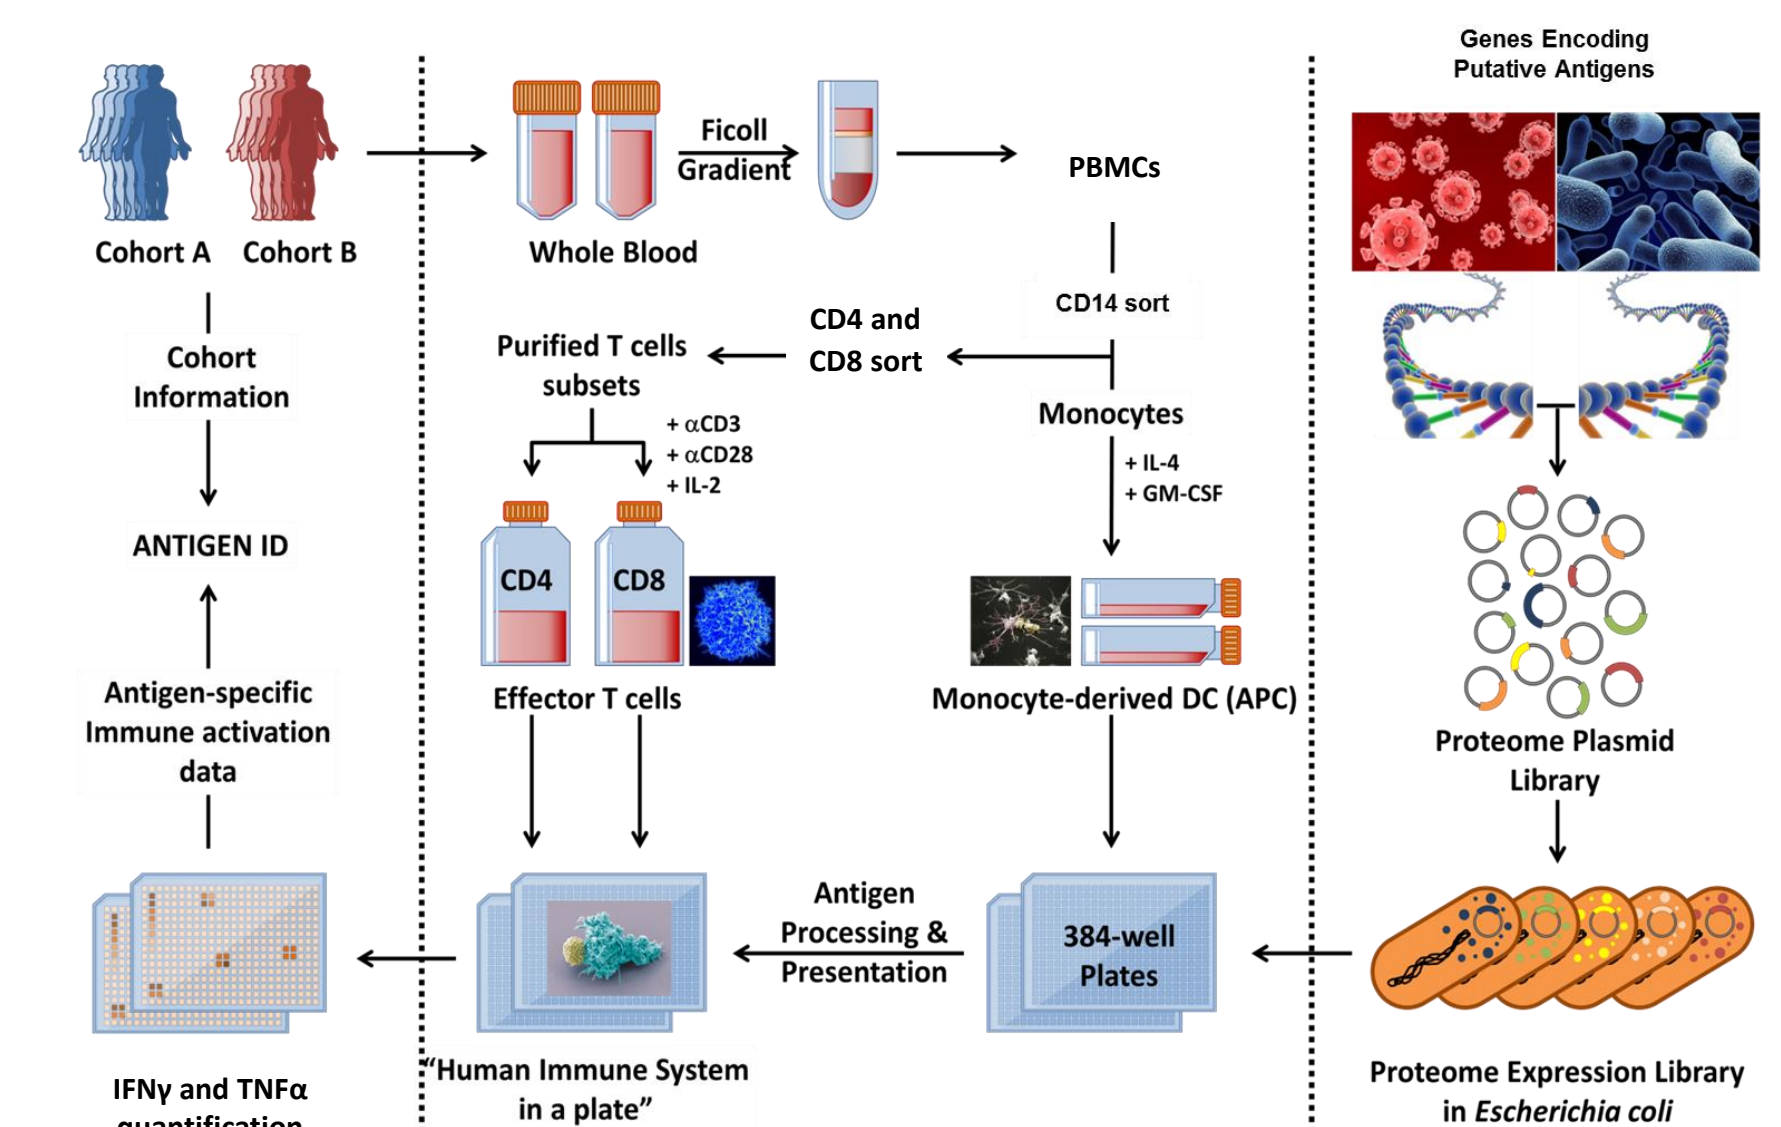 Genes Encoding
Putative Antigens
Ficoll
Gradient
PBMCs
Cohort A
Cohort B
Whole Blood
CD14 sort
CD4 and
CD8 sort
Purified T cells
subsets
Cohort
Information
Monocytes
+ αCD3
+ αCD28
+ IL-2
+ IL-4
+ GM-CSF
ANTIGEN ID
CD4
CD8
Antigen-specific
Immune activation
data
Effector T cells
Monocyte-derived DC (APC)
Proteome Plasmid
Library
Antigen
Processing &
Presentation
384-well
Plates
"Human Immune System
in a plate”
Proteome Expression Library
in Escherichia coli
IFNγ and TNFα
quantification